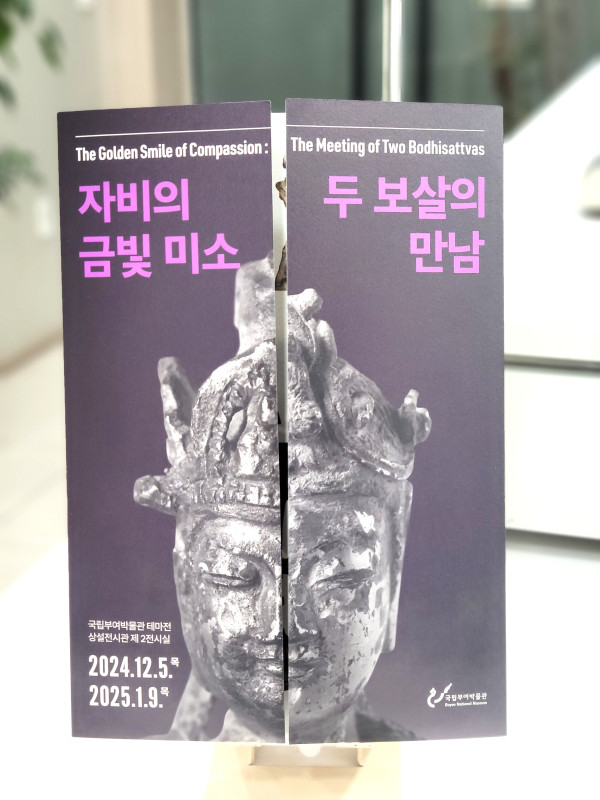 The Golden Smile of Compassion :
자비의
금빛 미소
The Meeting of Two Bodhisattvas
두 보살의
만남
국립부여박물관 테마전
상설전시관 제 2전시실
2024.12.5.목
2025.1.9.목
국립부여박물관
Buyeo National Museum